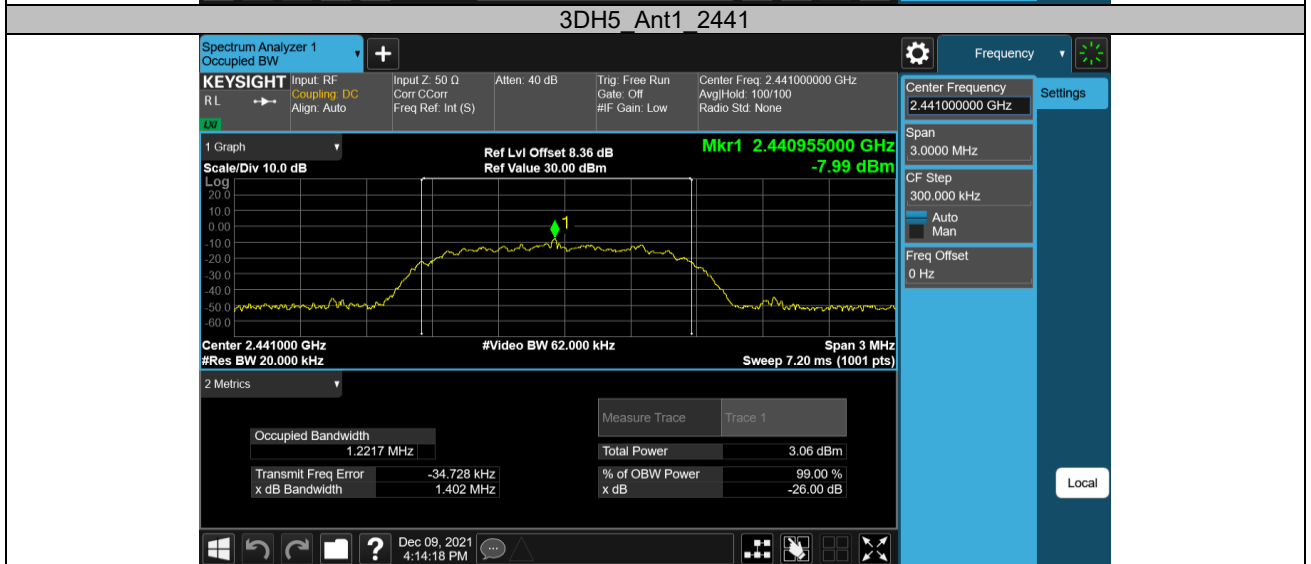 3DH5_Ant1_2441
Spectrum Analyzer 1
Occupied BW
+
Frequency
KEYSIGHT
R L
LXI
Input: RF
Coupling: DC
Align: Auto
Input Z: 50 Ω
Corr CCorr
Freq Ref: Int (S)
Atten: 40 dB
Trig: Free Run
Gate: Off
#IF Gain: Low
Center Freq: 2.441000000 GHz
Avg|Hold: 100/100
Radio Std: None
Center Frequency
2.441000000 GHz
Settings
Span
3.0000 MHz
CF Step
300.000 kHz
Auto
Man
Freq Offset
0 Hz
Local
1 Graph
Scale/Div 10.0 dB
Ref Lvl Offset 8.36 dB
Ref Value 30.00 dBm
Mkr1 2.440955000 GHz
-7.99 dBm
Log
20.0
10.0
0.00
-10.0
-20.0
-30.0
-40.0
-50.0
-60.0
1
Center 2.441000 GHz
#Res BW 20.000 kHz
#Video BW 62.000 kHz
Span 3 MHz
Sweep 7.20 ms (1001 pts)
2 Metrics
Measure Trace Trace 1
Occupied Bandwidth
1.2217 MHz
Total Power 3.06 dBm
Transmit Freq Error -34.728 kHz
% of OBW Power 99.00 %
x dB Bandwidth 1.402 MHz
x dB -26.00 dB
?
Dec 09, 2021
4:14:18 PM